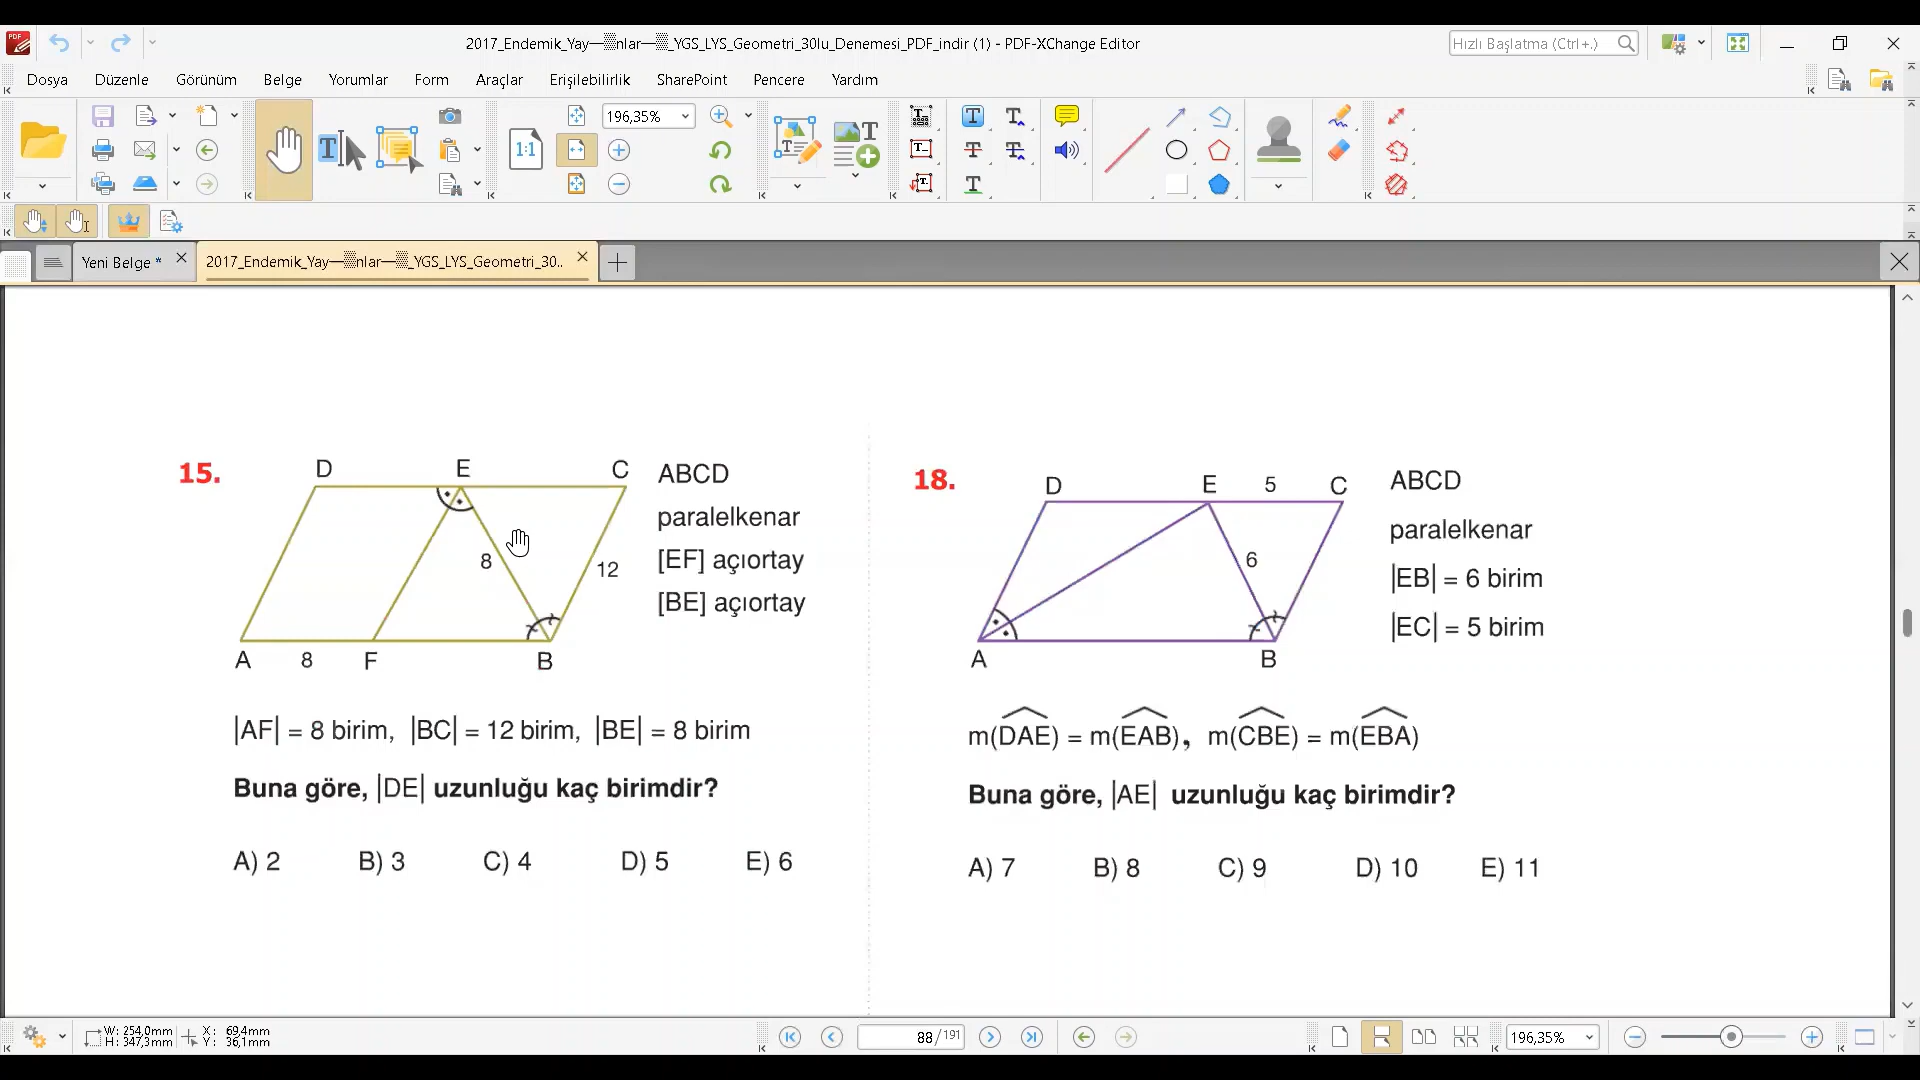 2017_Endemik_Yay—▒nlar—▒_YGS_LYS_Geometri_30lu_Denemesi_PDF_indir (1) - PDF-XChange Editor
Hızlı Başlatma (Ctrl+.)
Dosya Düzenle Görünüm Belge Yorumlar Form Araçlar Erişilebilirlik SharePoint Pencere Yardım
196,35%
1:1
Yeni Belge *
2017_Endemik_Yay—▒nlar—▒_YGS_LYS_Geometri_30..
15.
D E C
8
12
A 8 F B
ABCD
paralelkenar
[EF] açıortay
[BE] açıortay
|AF| = 8 birim, |BC| = 12 birim, |BE| = 8 birim
Buna göre, |DE| uzunluğu kaç birimdir?
A) 2 B) 3 C) 4 D) 5 E) 6
18.
D E 5 C
6
A B
ABCD
paralelkenar
|EB| = 6 birim
|EC| = 5 birim
m(DAE) = m(EAB), m(CBE) = m(EBA)
Buna göre, |AE| uzunluğu kaç birimdir?
A) 7 B) 8 C) 9 D) 10 E) 11
W: 254,0mm
H: 347,3mm
X: 69,4mm
Y: 36,1mm
88 / 191
196,35%